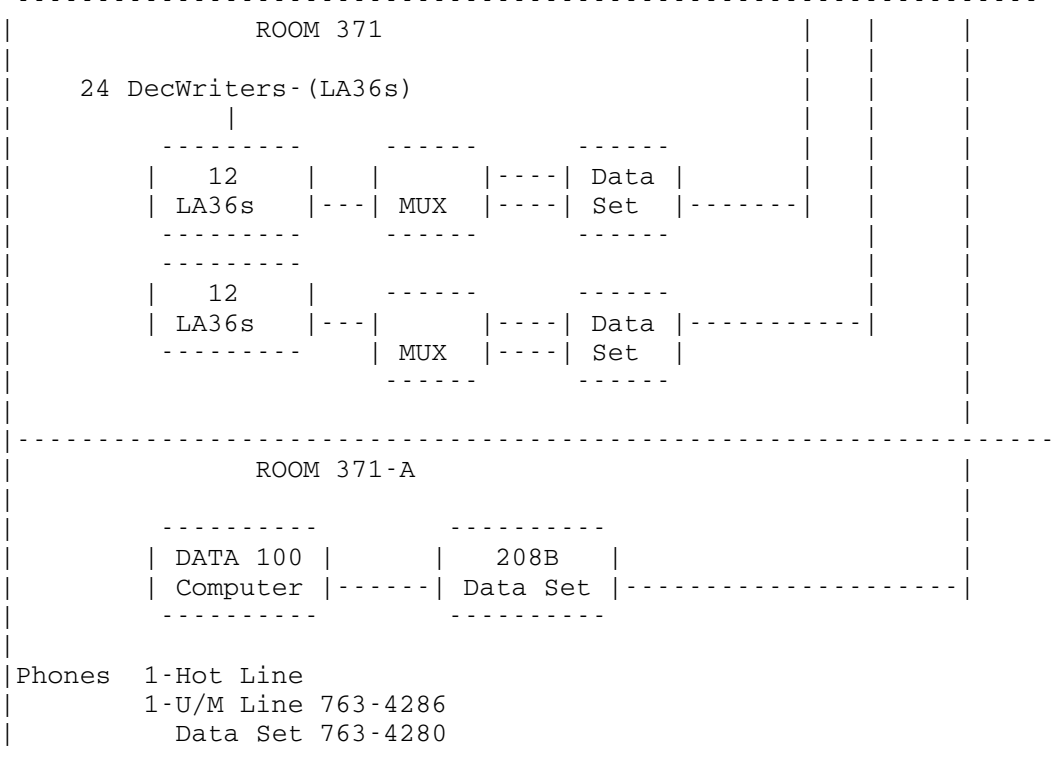 ROOM 371
24 DecWriters-(LA36s)
12 Data
LA36s MUX Set
12
LA36s Data
MUX Set
ROOM 371-A
DATA 100 208B
Computer Data Set
Phones 1-Hot Line
1-U/M Line 763-4286
Data Set 763-4280